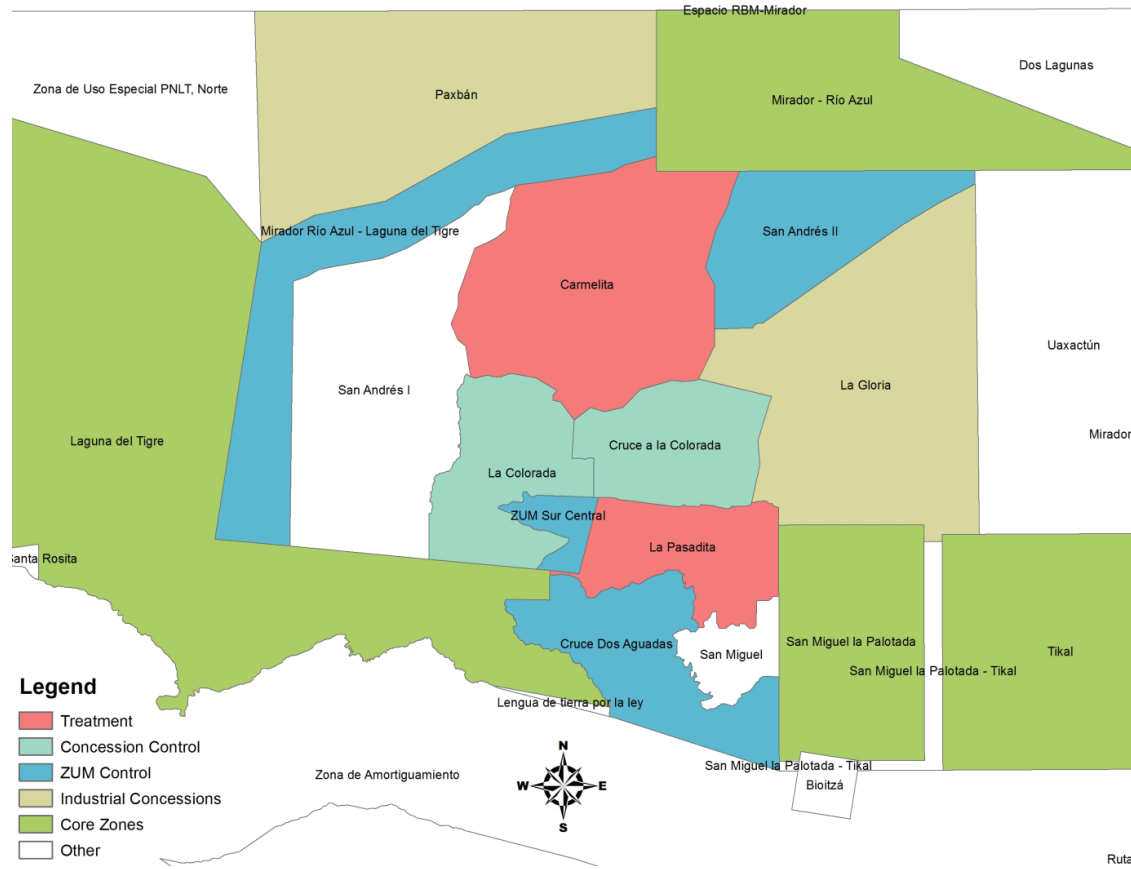 Espacio RBM-Mirador
Dos Lagunas
Zona de Uso Especial PNLT, Norte
Paxbán
Mirador - Río Azul
Mirador Río Azul - Laguna del Tigre
San Andrés II
Carmelita
Uaxactún
La Gloria
San Andrés I
Mirador
Laguna del Tigre
Cruce a la Colorada
La Colorada
ZUM Sur Central
La Pasadita
Santa Rosita
Cruce Dos Aguadas
San Miguel
San Miguel la Palotada
Tikal
San Miguel la Palotada - Tikal
Lengua de tierra por la ley
San Miguel la Palotada - Tikal
Zona de Amortiguamiento
Bioitzá
N
W
E
S
Ruta
Legend
Treatment
Concession Control
ZUM Control
Industrial Concessions
Core Zones
Other